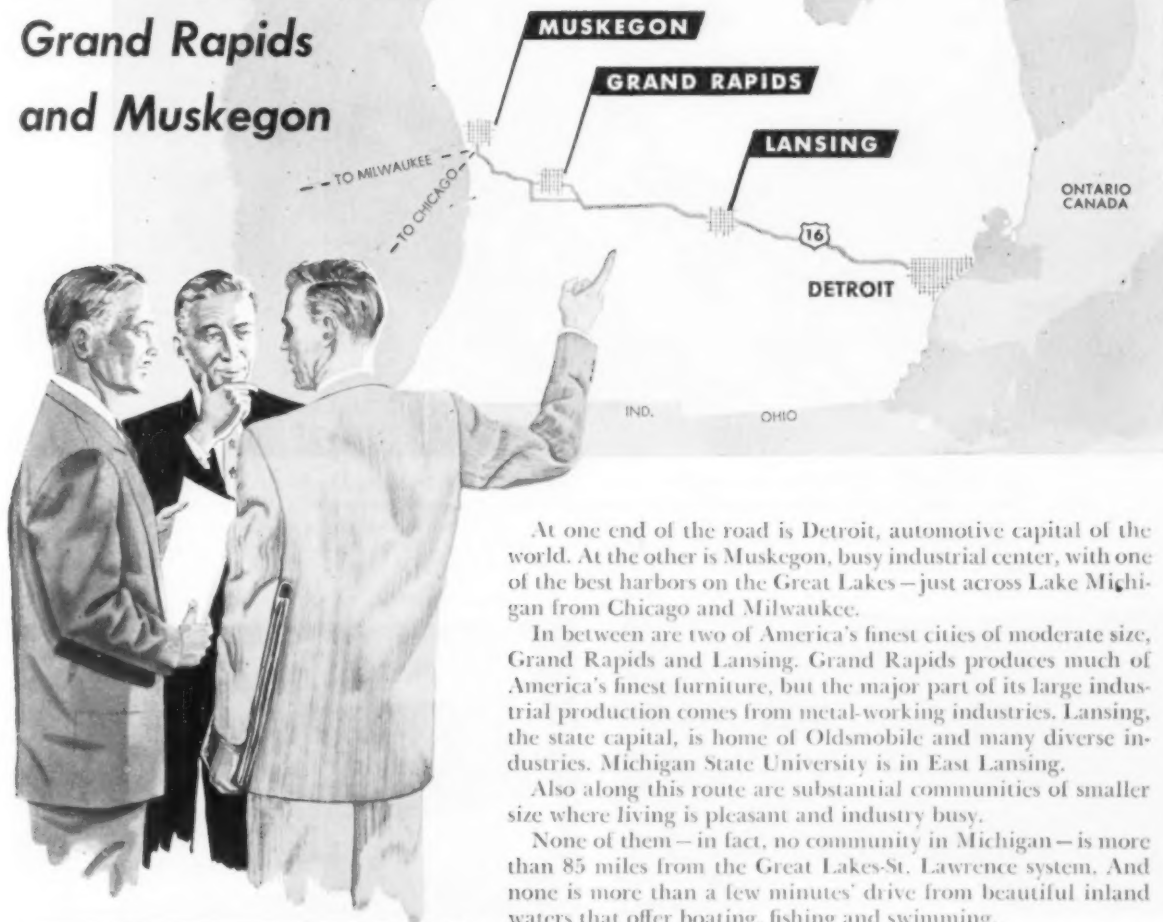 Grand Rapids
and Muskegon
MUSKEGON
GRAND RAPIDS
LANSING
TO MILWAUKEE
TO CHICAGO
16
DETROIT
ONTARIO
CANADA
IND.
OHIO
At one end of the road is Detroit, automotive capital of the
world. At the other is Muskegon, busy industrial center, with one
of the best harbors on the Great Lakes — just across Lake Michi-
gan from Chicago and Milwaukee.
In between are two of America's finest cities of moderate size,
Grand Rapids and Lansing. Grand Rapids produces much of
America's finest furniture, but the major part of its large indus-
trial production comes from metal-working industries. Lansing,
the state capital, is home of Oldsmobile and many diverse in-
dustries. Michigan State University is in East Lansing.
Also along this route are substantial communities of smaller
size where living is pleasant and industry busy.
None of them — in fact, no community in Michigan — is more
than 85 miles from the Great Lakes-St. Lawrence system. And
none is more than a few minutes' drive from beautiful inland
waters that offer boating, fishing and swimming.